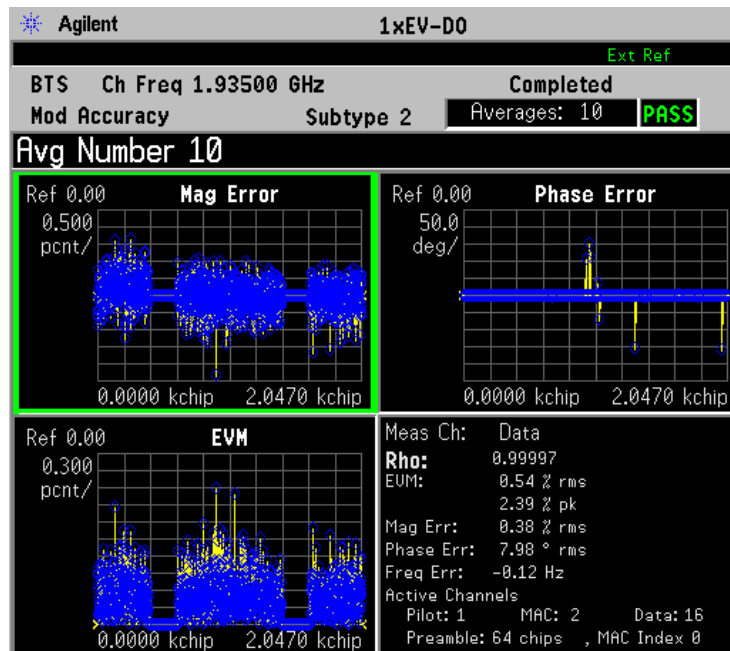 Agilent 1xEV-DO
Ext Ref
BTS Ch Freq 1.93500 GHz Completed
Mod Accuracy Subtype 2 Averages: 10 PASS
Avg Number 10
Ref 0.00 Mag Error
0.500
pcnt/
0.0000 kchip 2.0470 kchip
Ref 0.00 Phase Error
50.0
deg/
0.0000 kchip 2.0470 kchip
Ref 0.00 EVM
0.300
pcnt/
0.0000 kchip 2.0470 kchip
Meas Ch: Data
Rho: 0.99997
EVM: 0.54 % rms
2.39 % pk
Mag Err: 0.38 % rms
Phase Err: 7.98 ° rms
Freq Err: -0.12 Hz
Active Channels
Pilot: 1 MAC: 2 Data: 16
Preamble: 64 chips , MAC Index 0